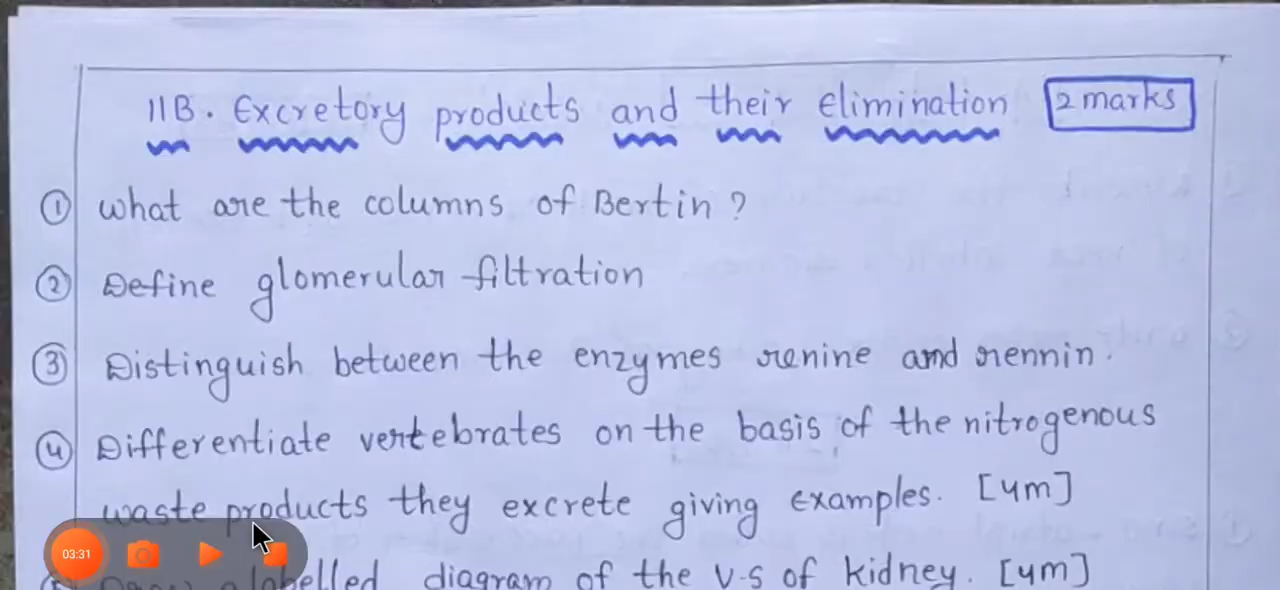 11B. Excretory products and their elimination 2 marks
① what are the columns of Bertin?
② Define glomerular filtration
③ Distinguish between the enzymes renine and rennin.
④ Differentiate vertebrates on the basis of the nitrogenous
waste products they excrete giving examples. [4m]
labelled diagram of the V.S of kidney. [4m]
03:31